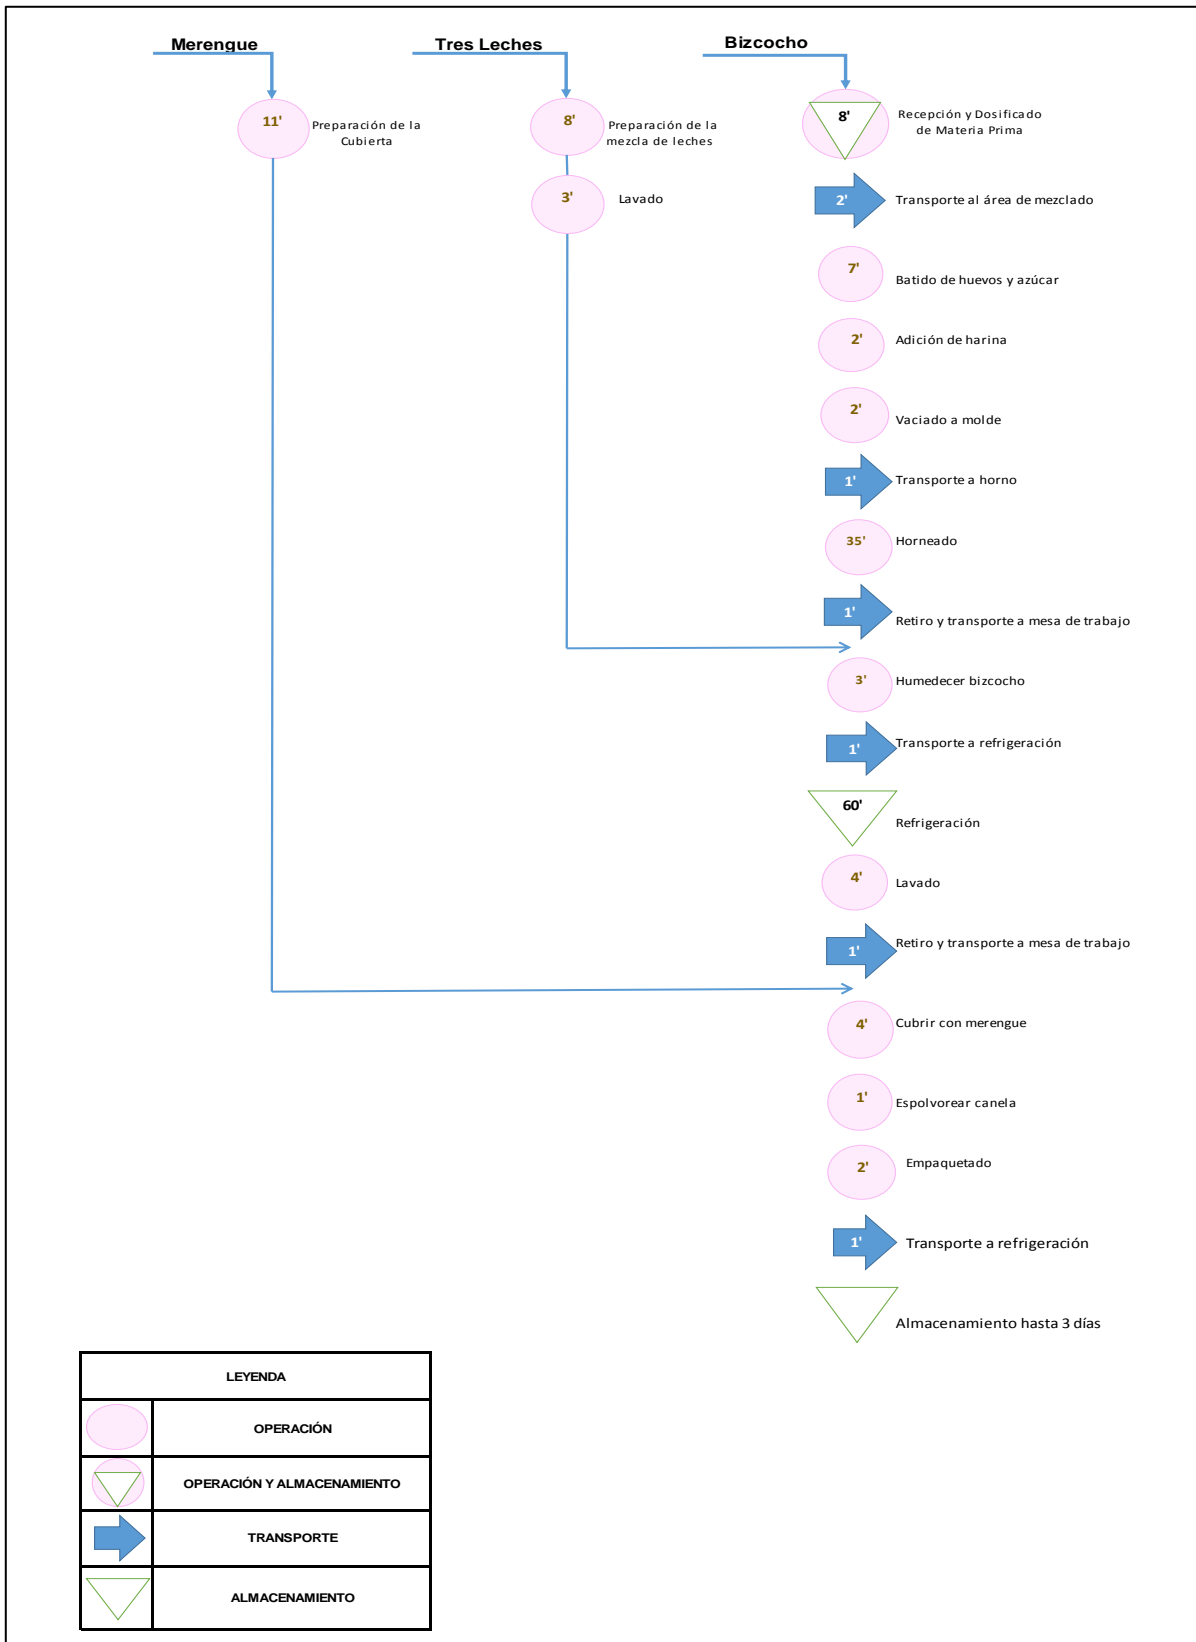 Merengue
Tres Leches
Bizcocho
11'
Preparación de la
Cubierta
8'
Preparación de la
mezcla de leches
8'
Recepción y Dosificado
de Materia Prima
3'
Lavado
2'
Transporte al área de mezclado
7'
Batido de huevos y azúcar
2'
Adición de harina
2'
Vaciado a molde
1'
Transporte a horno
35'
Horneado
1'
Retiro y transporte a mesa de trabajo
3'
Humedecer bizcocho
1'
Transporte a refrigeración
60'
Refrigeración
4'
Lavado
1'
Retiro y transporte a mesa de trabajo
4'
Cubrir con merengue
1'
Espolvorear canela
2'
Empaquetado
1'
Transporte a refrigeración
Almacenamiento hasta 3 días
LEYENDA
OPERACIÓN
OPERACIÓN Y ALMACENAMIENTO
TRANSPORTE
ALMACENAMIENTO